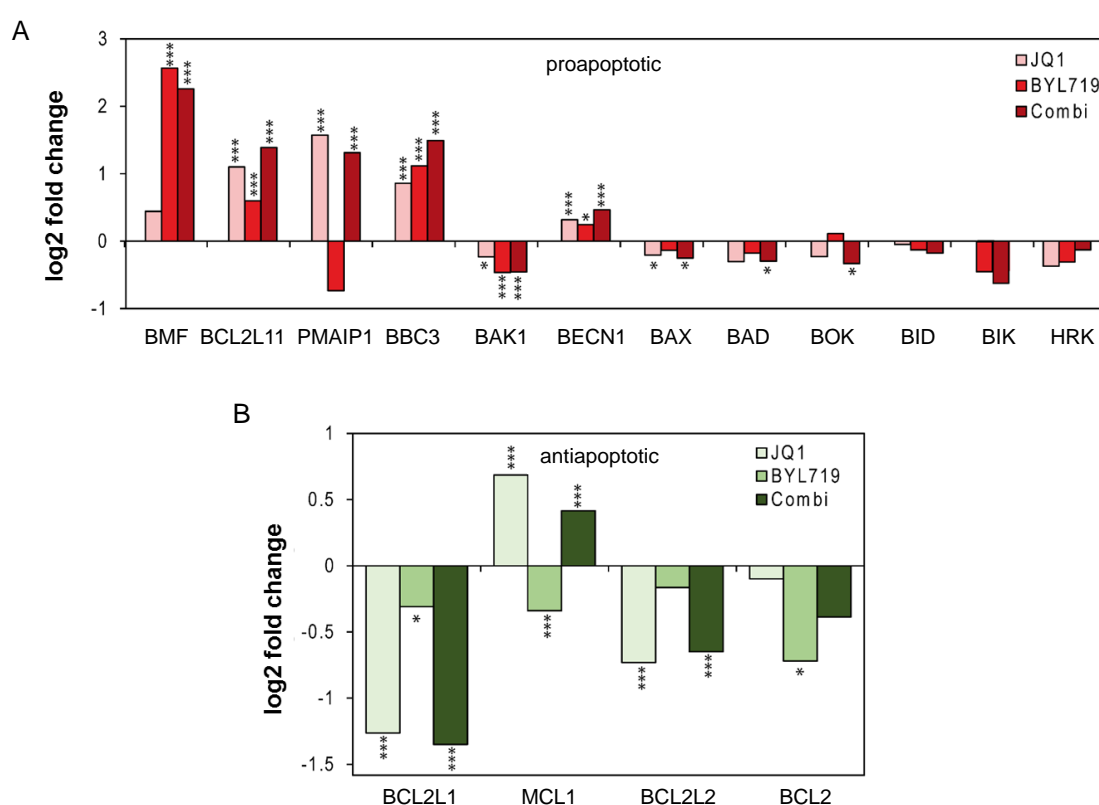 A
log2 fold change
3
2
1
0
-1
proapoptotic
JQ1
BYL719
Combi
***
***
***
***
***
***
***
***
***
***
*
***
***
***
*
***
*
*
*
*
BMF BCL2L11 PMAIP1 BBC3 BAK1 BECN1 BAX BAD BOK BID BIK HRK
B
log2 fold change
1
0.5
0
-0.5
-1
-1.5
antiapoptotic
JQ1
BYL719
Combi
***
*
***
***
***
***
***
***
*
BCL2L1 MCL1 BCL2L2 BCL2